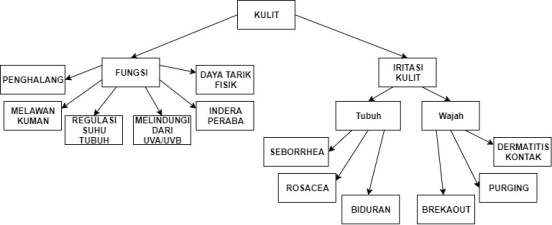 KULIT
FUNGSI
IRITASI
KULIT
PENGHALANG
DAYA TARIK
FISIK
MELAWAN
KUMAN
REGULASI
SUHU
TUBUH
MELINDUNGI
DARI
UVA/UVB
INDERA
PERABA
Tubuh
Wajah
SEBORRHEA
ROSACEA
BIDURAN
BREKAOUT
PURGING
DERMATITIS
KONTAK